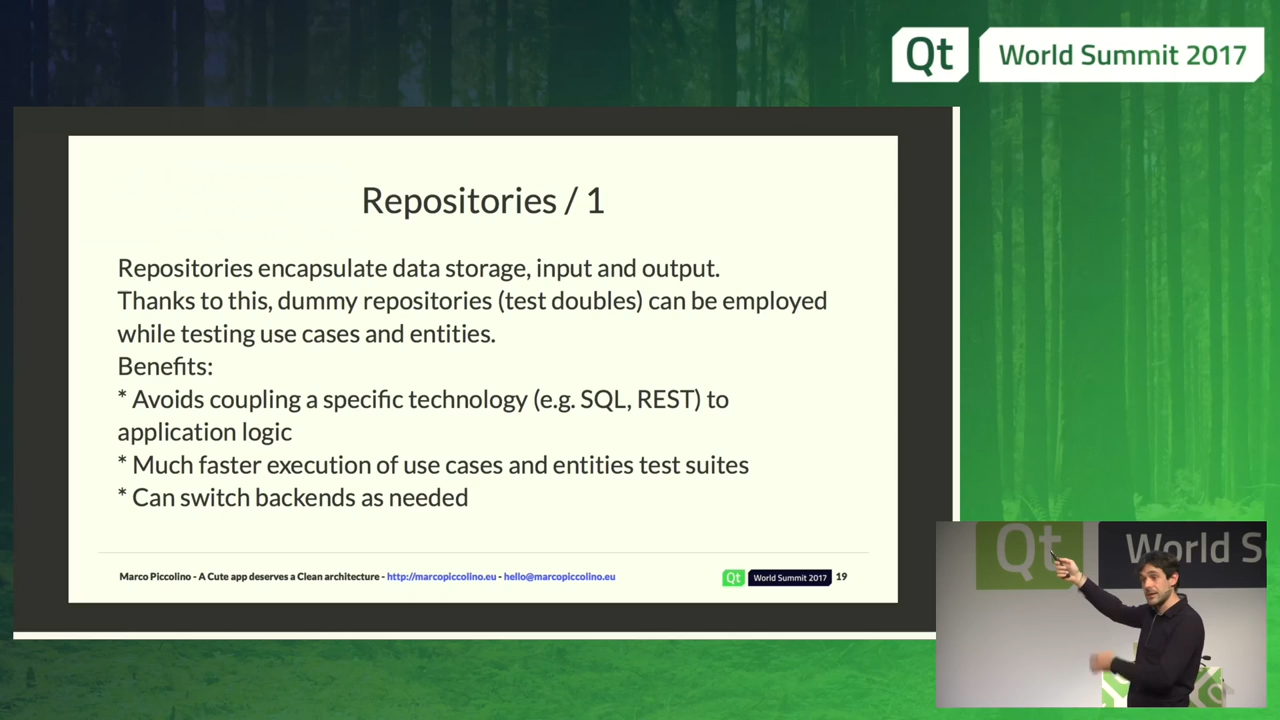 Qt World Summit 2017
Repositories / 1
Repositories encapsulate data storage, input and output.
Thanks to this, dummy repositories (test doubles) can be employed
while testing use cases and entities.
Benefits:
* Avoids coupling a specific technology (e.g. SQL, REST) to
application logic
* Much faster execution of use cases and entities test suites
* Can switch backends as needed
Marco Piccolino - A Cute app deserves a Clean architecture - http://marcopiccolino.eu - hello@marcopiccolino.eu
Qt World Summit 2017 19
Qt World S